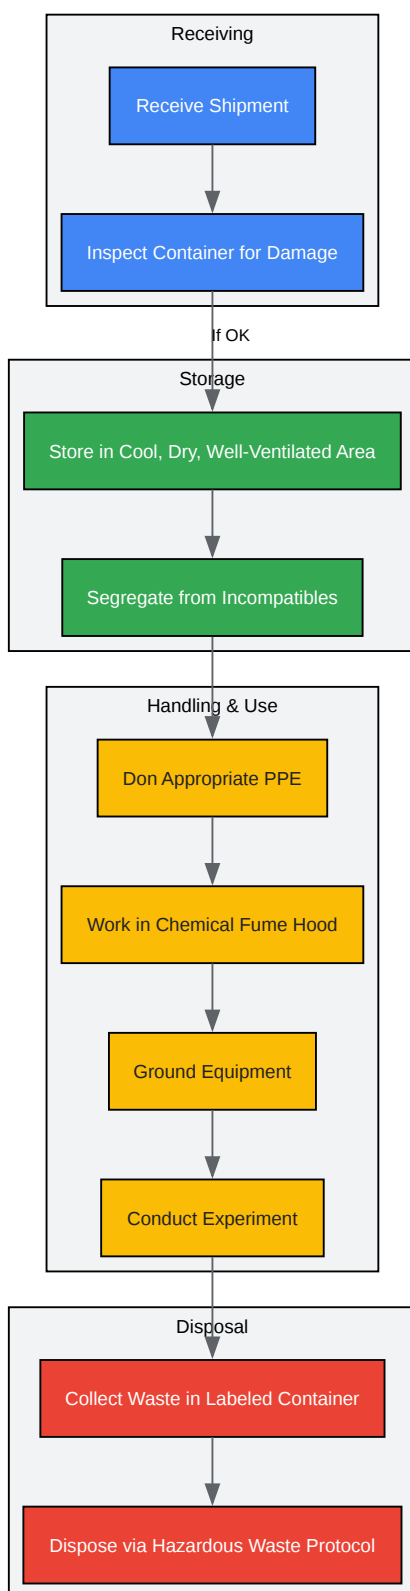 Receiving
Receive Shipment
Inspect Container for Damage
If OK
Storage
Store in Cool, Dry, Well-Ventilated Area
Segregate from Incompatibles
Handling & Use
Don Appropriate PPE
Work in Chemical Fume Hood
Ground Equipment
Conduct Experiment
Disposal
Collect Waste in Labeled Container
Dispose via Hazardous Waste Protocol